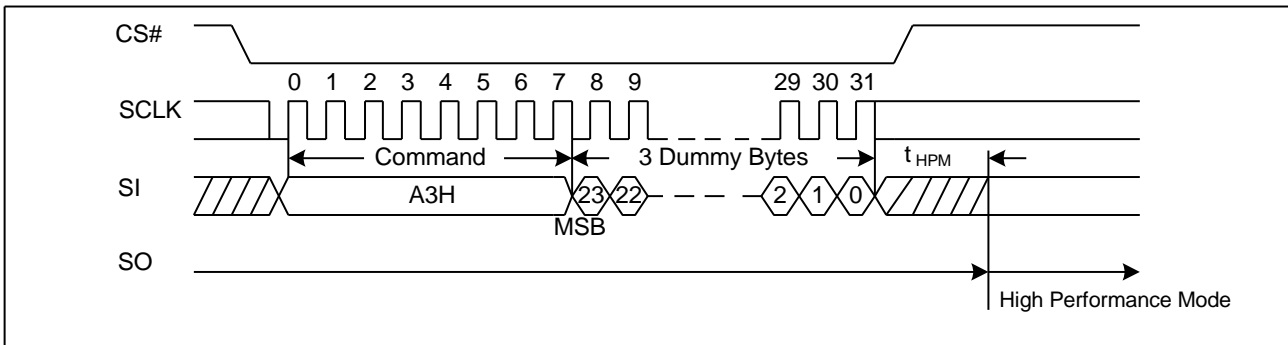 CS#
0 1 2 3 4 5 6 7 8 9 29 30 31
SCLK
Command 3 Dummy Bytes tHPM
SI A3H 23 22 2 1 0
MSB
SO
High Performance Mode